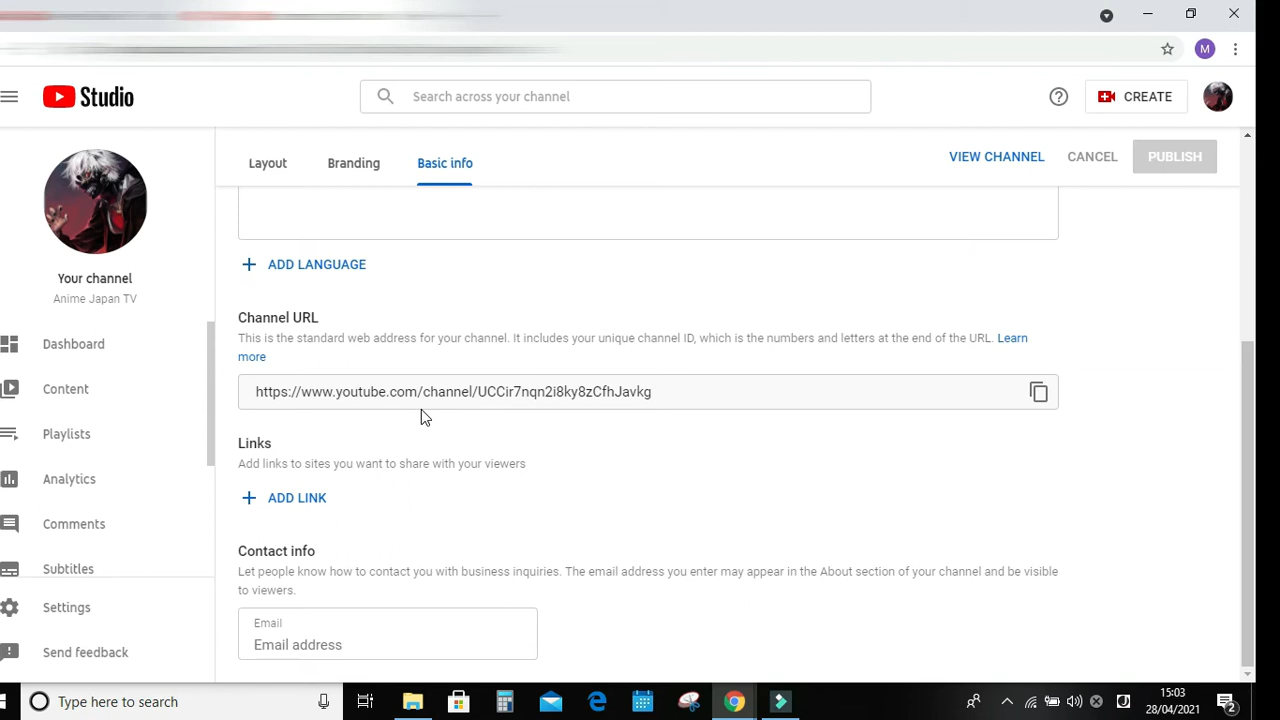 M
Studio
Search across your channel
CREATE
Layout
Branding
Basic info
VIEW CHANNEL
CANCEL
PUBLISH
Your channel
Anime Japan TV
Dashboard
Content
Playlists
Analytics
Comments
Subtitles
Settings
Send feedback
ADD LANGUAGE
Channel URL
This is the standard web address for your channel. It includes your unique channel ID, which is the numbers and letters at the end of the URL. Learn
more
https://www.youtube.com/channel/UCCir7nqn2i8ky8zCfhJavkg
Links
Add links to sites you want to share with your viewers
ADD LINK
Contact info
Let people know how to contact you with business inquiries. The email address you enter may appear in the About section of your channel and be visible
to viewers.
Email
Email address
Type here to search
15:03
28/04/2021
2